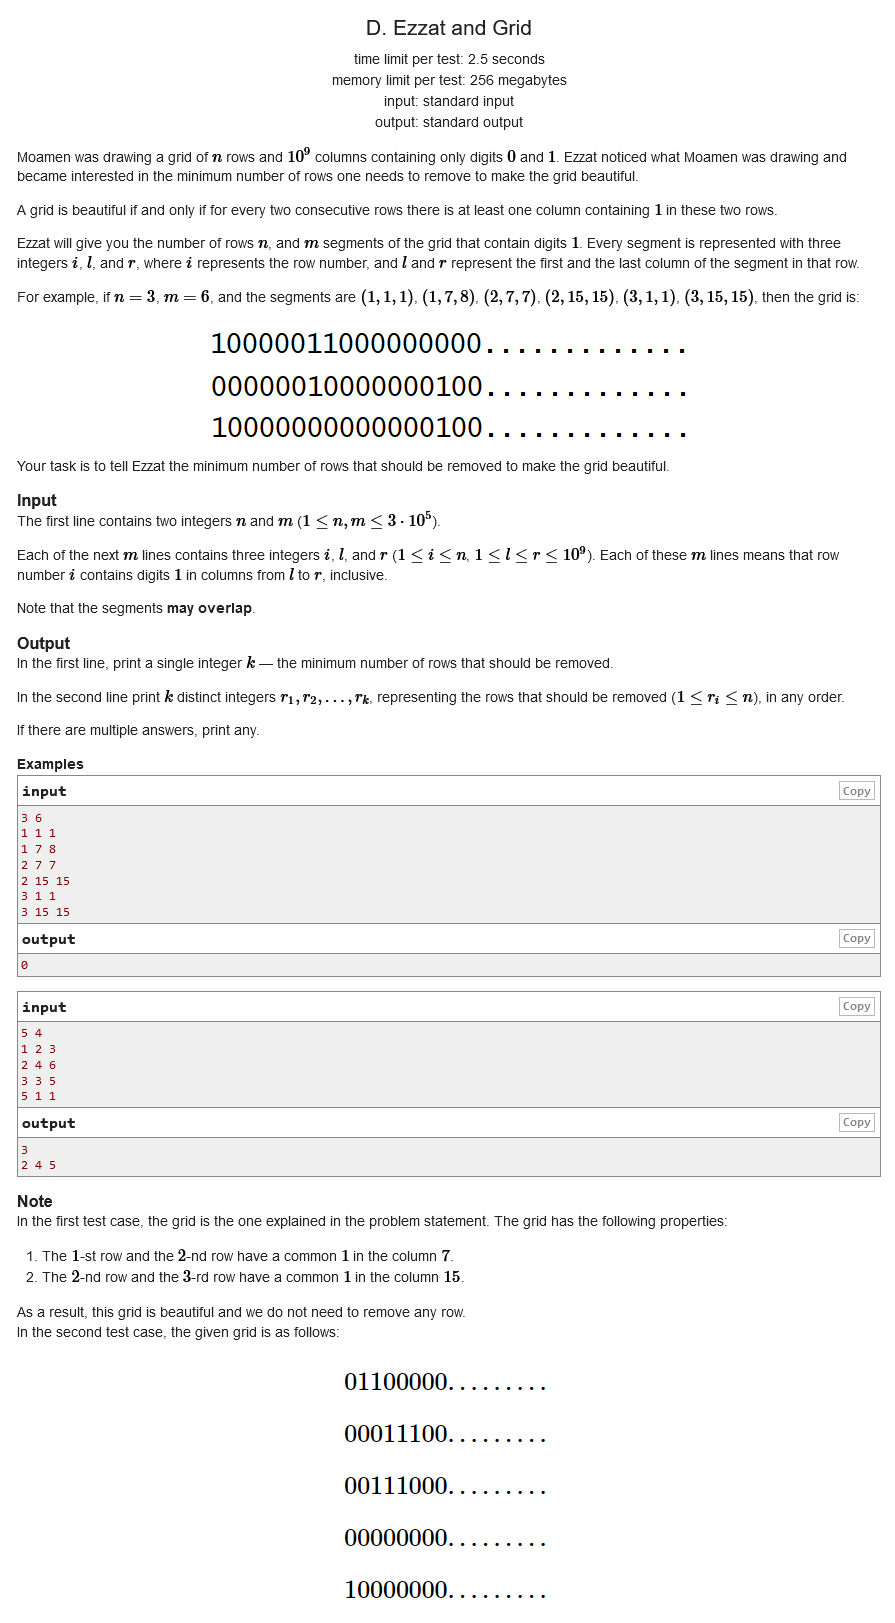 D. Ezzat and Grid
time limit per test: 2.5 seconds
memory limit per test: 256 megabytes
input: standard input
output: standard output
Moamen was drawing a grid of n rows and 10^9 columns containing only digits 0 and 1. Ezzat noticed what Moamen was drawing and
became interested in the minimum number of rows one needs to remove to make the grid beautiful.
A grid is beautiful if and only if for every two consecutive rows there is at least one column containing 1 in these two rows.
Ezzat will give you the number of rows n, and m segments of the grid that contain digits 1. Every segment is represented with three
integers i, l, and r, where i represents the row number, and l and r represent the first and the last column of the segment in that row.
For example, if n = 3, m = 6, and the segments are (1, 1, 1), (1, 7, 8), (2, 7, 7), (2, 15, 15), (3, 1, 1), (3, 15, 15), then the grid is:
10000011000000000.............
00000010000000100.............
10000000000000100.............
Your task is to tell Ezzat the minimum number of rows that should be removed to make the grid beautiful.
Input
The first line contains two integers n and m (1 ≤ n, m ≤ 3 · 10^5).
Each of the next m lines contains three integers i, l, and r (1 ≤ i ≤ n, 1 ≤ l ≤ r ≤ 10^9). Each of these m lines means that row
number i contains digits 1 in columns from l to r, inclusive.
Note that the segments may overlap.
Output
In the first line, print a single integer k — the minimum number of rows that should be removed.
In the second line print k distinct integers r1, r2, ..., rk, representing the rows that should be removed (1 ≤ ri ≤ n), in any order.
If there are multiple answers, print any.
Examples
input Copy
3 6
1 1 1
1 7 8
2 7 7
2 15 15
3 1 1
3 15 15
output Copy
0
input Copy
5 4
1 2 3
2 4 6
3 3 5
5 1 1
output Copy
3
2 4 5
Note
In the first test case, the grid is the one explained in the problem statement. The grid has the following properties:
1. The 1-st row and the 2-nd row have a common 1 in the column 7.
2. The 2-nd row and the 3-rd row have a common 1 in the column 15.
As a result, this grid is beautiful and we do not need to remove any row.
In the second test case, the given grid is as follows:
01100000.........
00011100.........
00111000.........
00000000.........
10000000.........